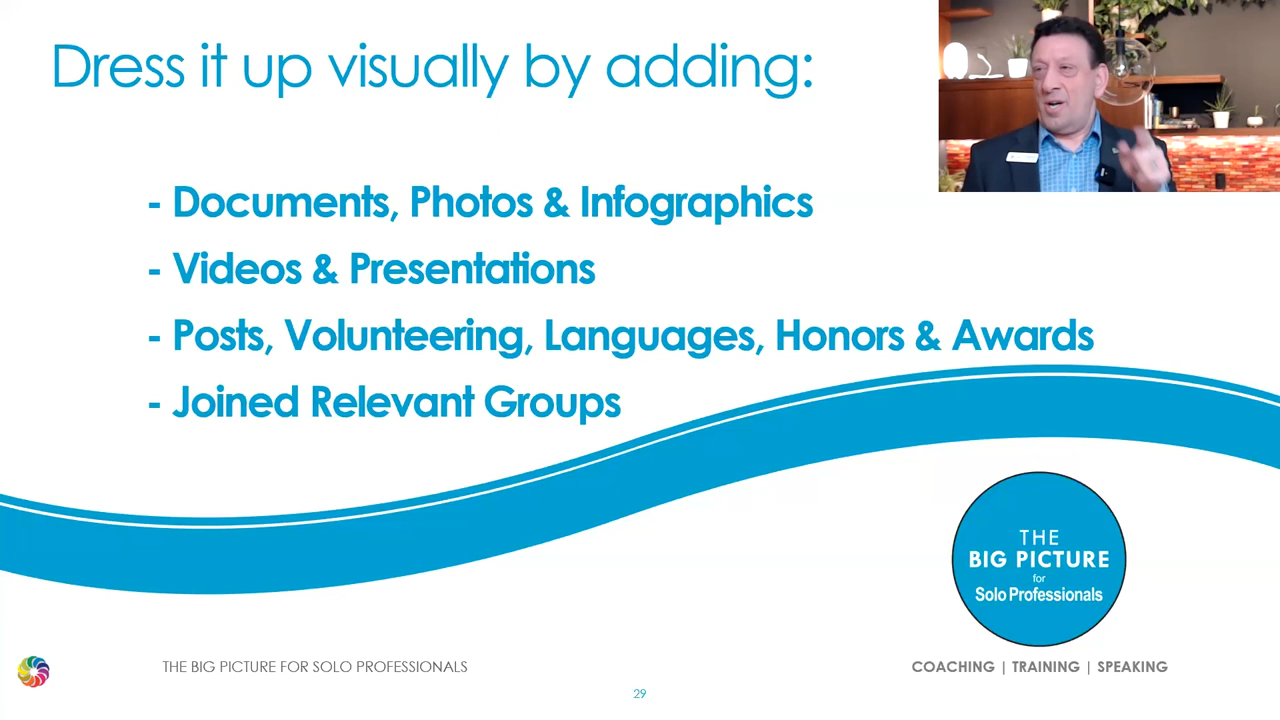 Dress it up visually by adding:
- Documents, Photos & Infographics
- Videos & Presentations
- Posts, Volunteering, Languages, Honors & Awards
- Joined Relevant Groups
THE
BIG PICTURE
for
Solo Professionals
THE BIG PICTURE FOR SOLO PROFESSIONALS
COACHING | TRAINING | SPEAKING
29